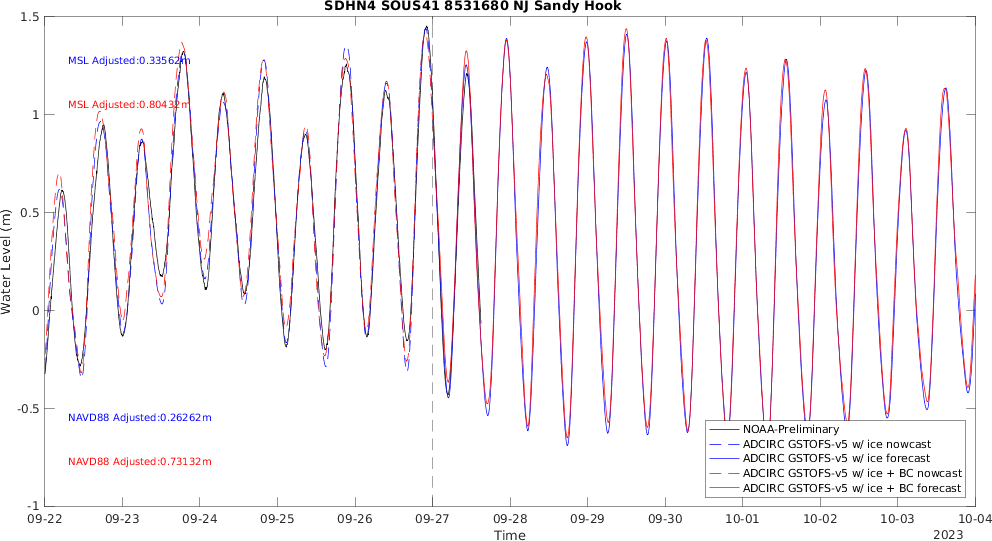 SDHN4 SOUS41 8531680 NJ Sandy Hook
1.5
1
0.5
0
-0.5
-1
Water Level (m)
MSL Adjusted:0.33562m
MSL Adjusted:0.80432m
NAVD88 Adjusted:0.26262m
NAVD88 Adjusted:0.73132m
NOAA-Preliminary
ADCIRC GSTOFS-v5 w/ ice nowcast
ADCIRC GSTOFS-v5 w/ ice forecast
ADCIRC GSTOFS-v5 w/ ice + BC nowcast
ADCIRC GSTOFS-v5 w/ ice + BC forecast
09-22 09-23 09-24 09-25 09-26 09-27 09-28 09-29 09-30 10-01 10-02 10-03 10-04
Time
2023